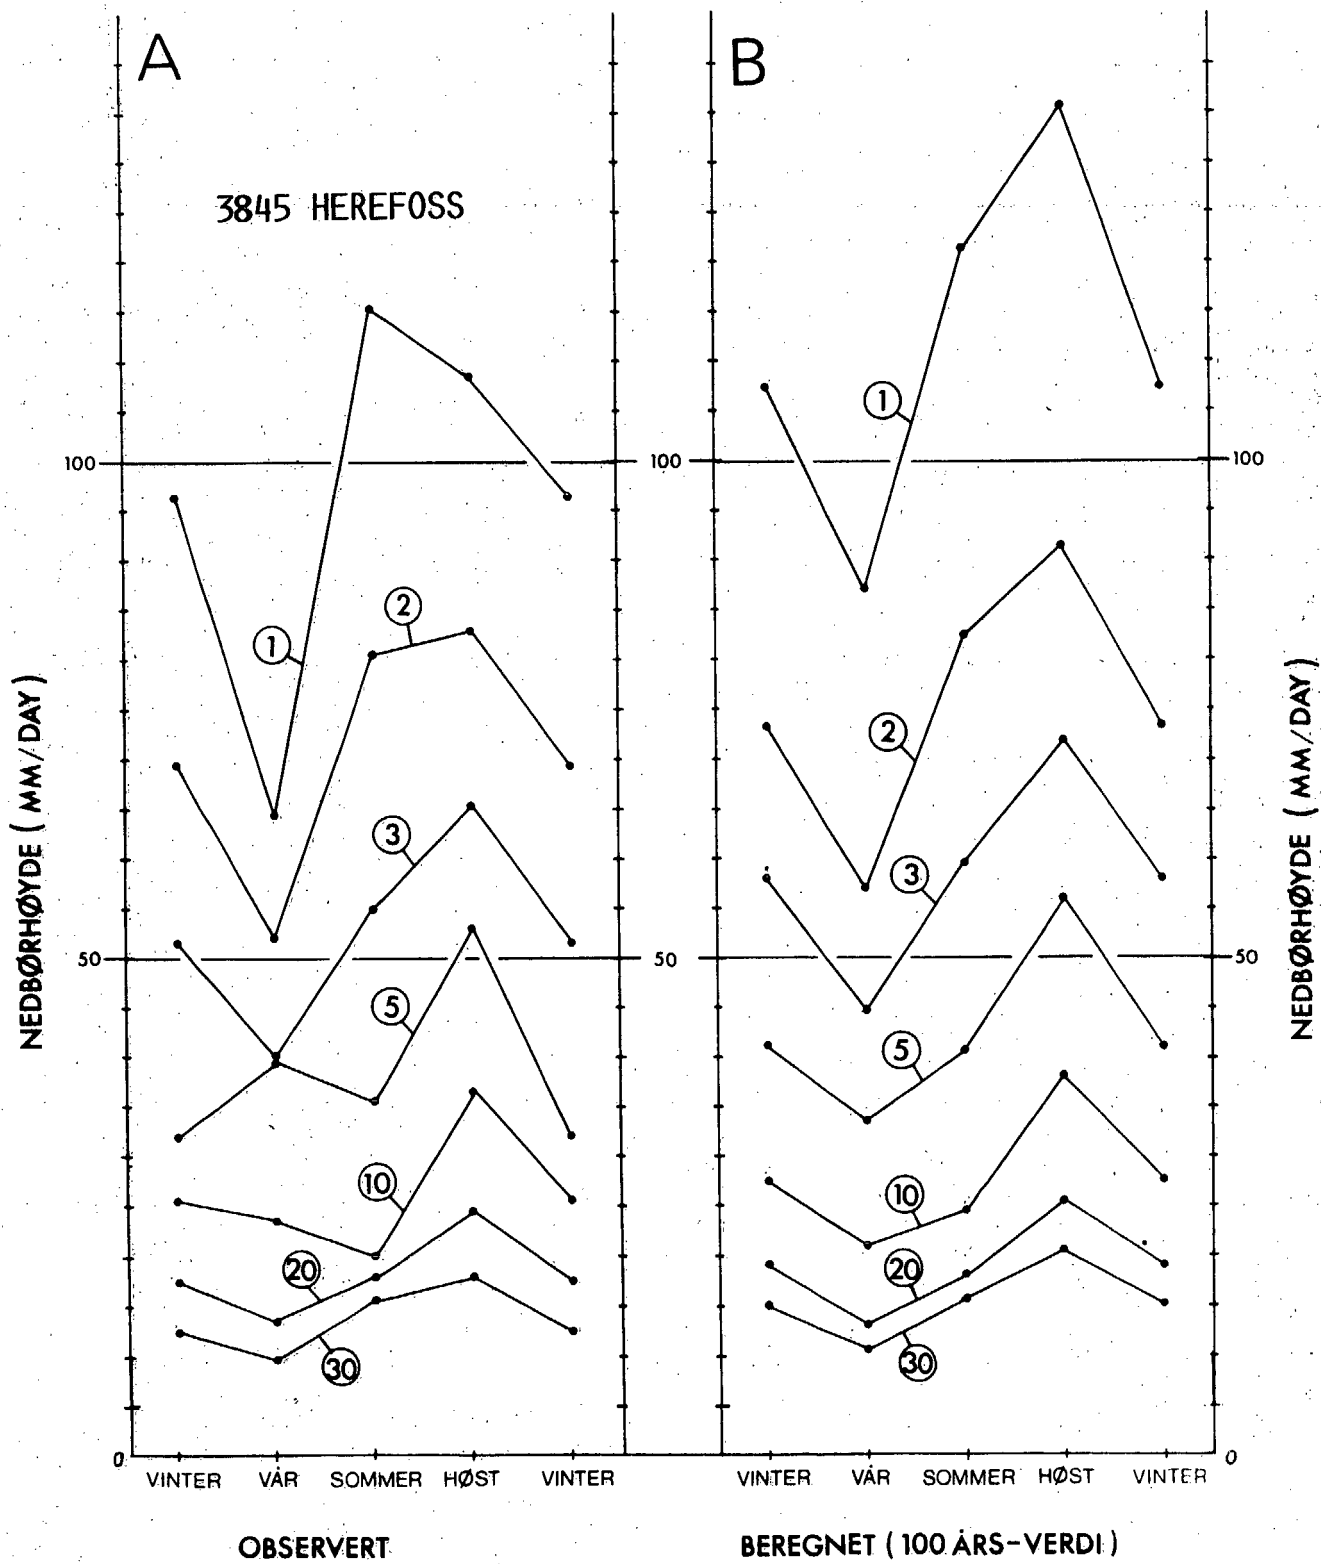 A
B
3845 HEREFOSS
100
100
100
50
50
50
0
0
1
2
3
5
10
20
30
1
2
3
5
10
20
30
NEDBØRHØYDE ( MM/DAY )
NEDBØRHØYDE ( MM/DAY )
VINTER VÅR SOMMER HØST VINTER
VINTER VÅR SOMMER HØST VINTER
OBSERVERT
BEREGNET ( 100 ÅRS-VERDI )